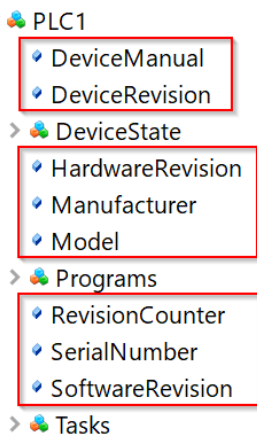 PLC1
DeviceManual
DeviceRevision
DeviceState
HardwareRevision
Manufacturer
Model
Programs
RevisionCounter
SerialNumber
SoftwareRevision
Tasks